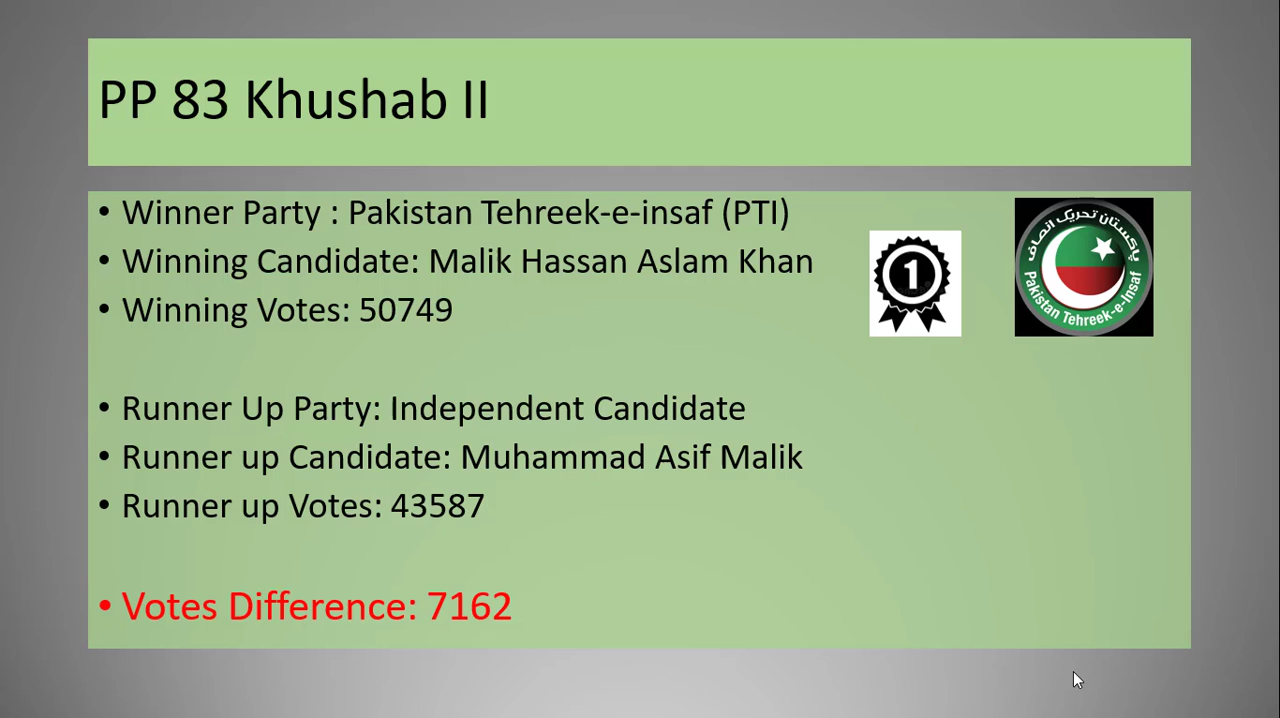 PP 83 Khushab II
• Winner Party : Pakistan Tehreek-e-insaf (PTI)
• Winning Candidate: Malik Hassan Aslam Khan
• Winning Votes: 50749
1
پاکستان تحریک انصاف
Pakistan Tehreek-e-Insaf
• Runner Up Party: Independent Candidate
• Runner up Candidate: Muhammad Asif Malik
• Runner up Votes: 43587
• Votes Difference: 7162